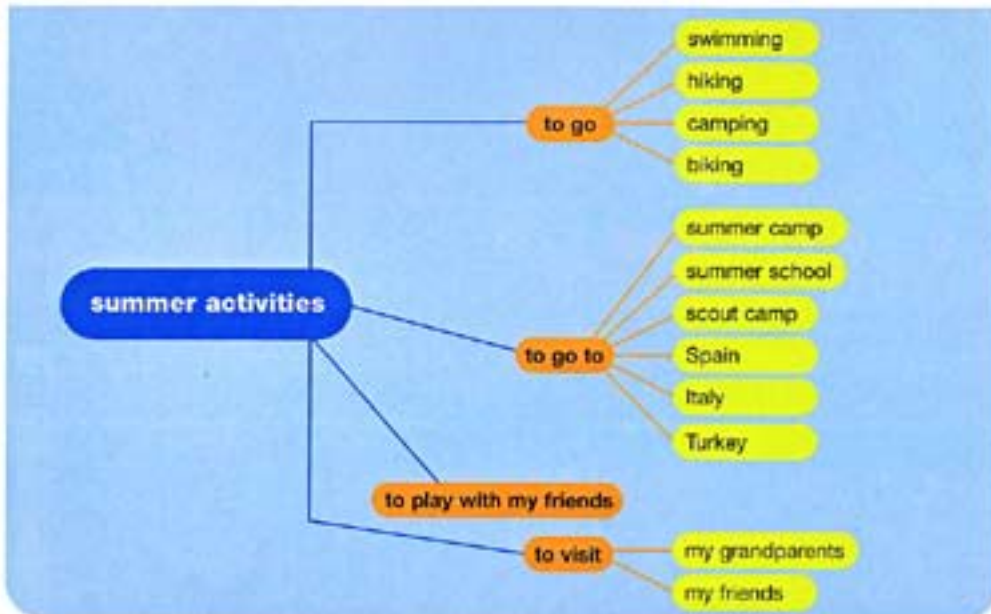 swimming
hiking
to go
camping
biking
summer camp
summer school
summer activities
scout camp
to go to
Spain
Italy
Turkey
to play with my friends
to visit
my grandparents
my friends